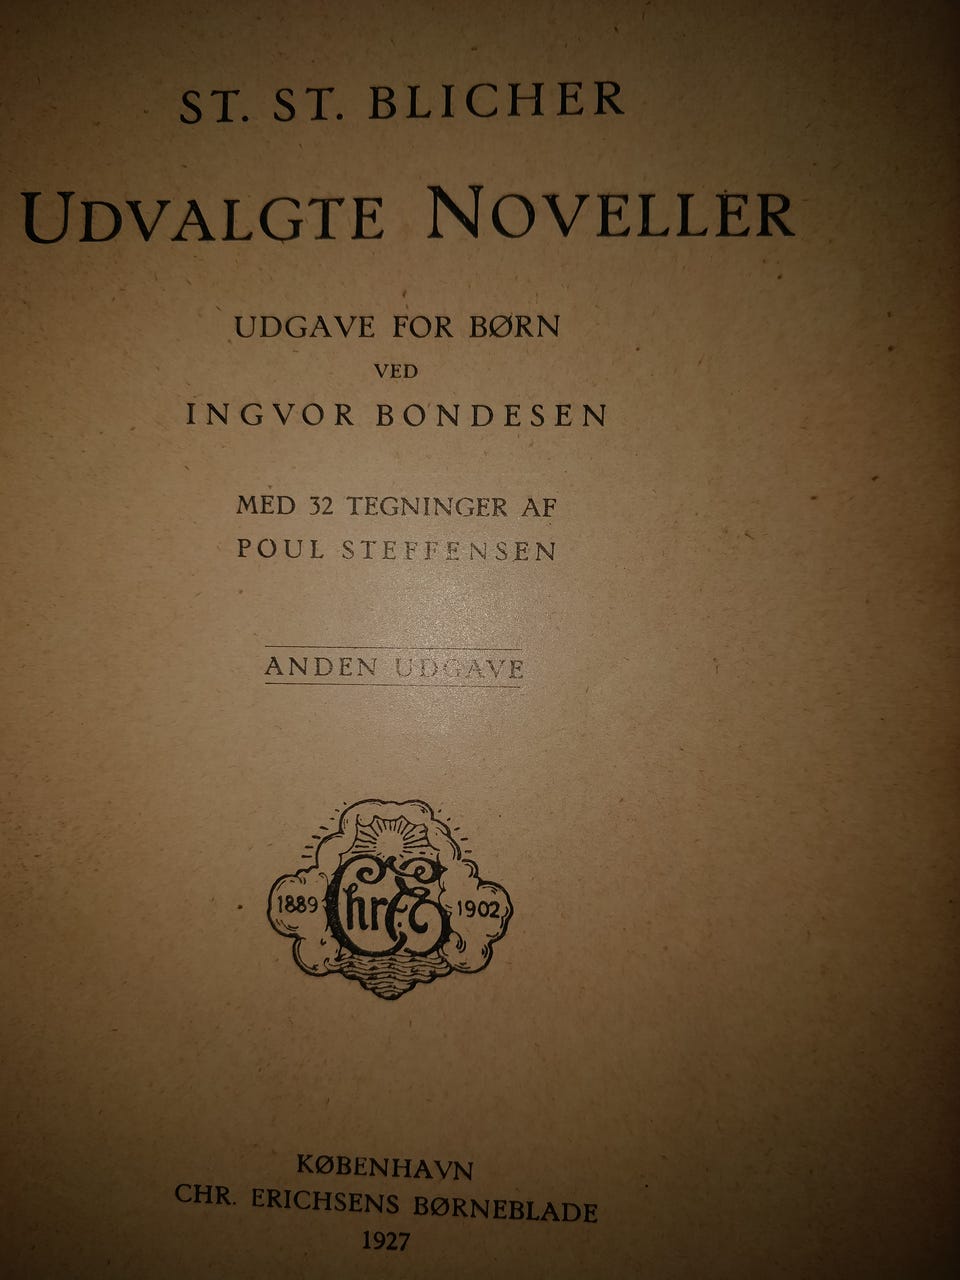 ST. ST. BLICHER
UDVALGTE NOVELLER
UDGAVE FOR BØRN
VED
INGVOR BONDESEN
MED 32 TEGNINGER AF
POUL STEFFENSEN
ANDEN UDGAVE
1889 Chr. E 1902
KØBENHAVN
CHR. ERICHSENS BØRNEBLADE
1927